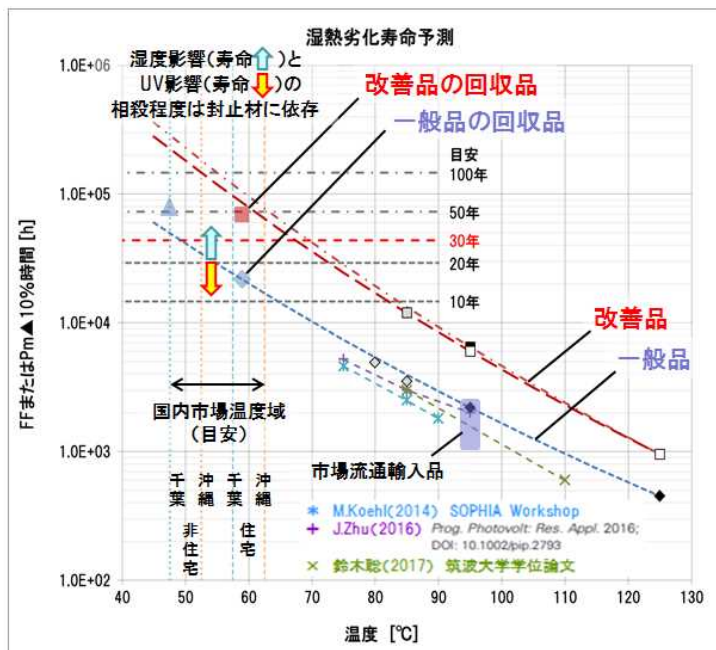 湿熱劣化寿命予測
湿度影響(寿命 )と
UV影響(寿命 )の
相殺程度は封止材に依存
改善品の回収品
一般品の回収品
目安
100年
50年
30年
20年
10年
改善品
一般品
国内市場温度域
(目安)
市場流通輸入品
千葉
沖縄
千葉
沖縄
非住宅
住宅
M.Koehl(2014) SOPHIA Workshop
J.Zhu(2016) Prog. Photovolt: Res. Appl. 2016;
DOI: 10.1002/pip.2793
鈴木聡(2017) 筑波大学学位論文
FFまたはPm▲10%時間 [h]
1.0E+06
1.0E+05
1.0E+04
1.0E+03
1.0E+02
40 50 60 70 80 90 100 110 120 130
温度 [℃]